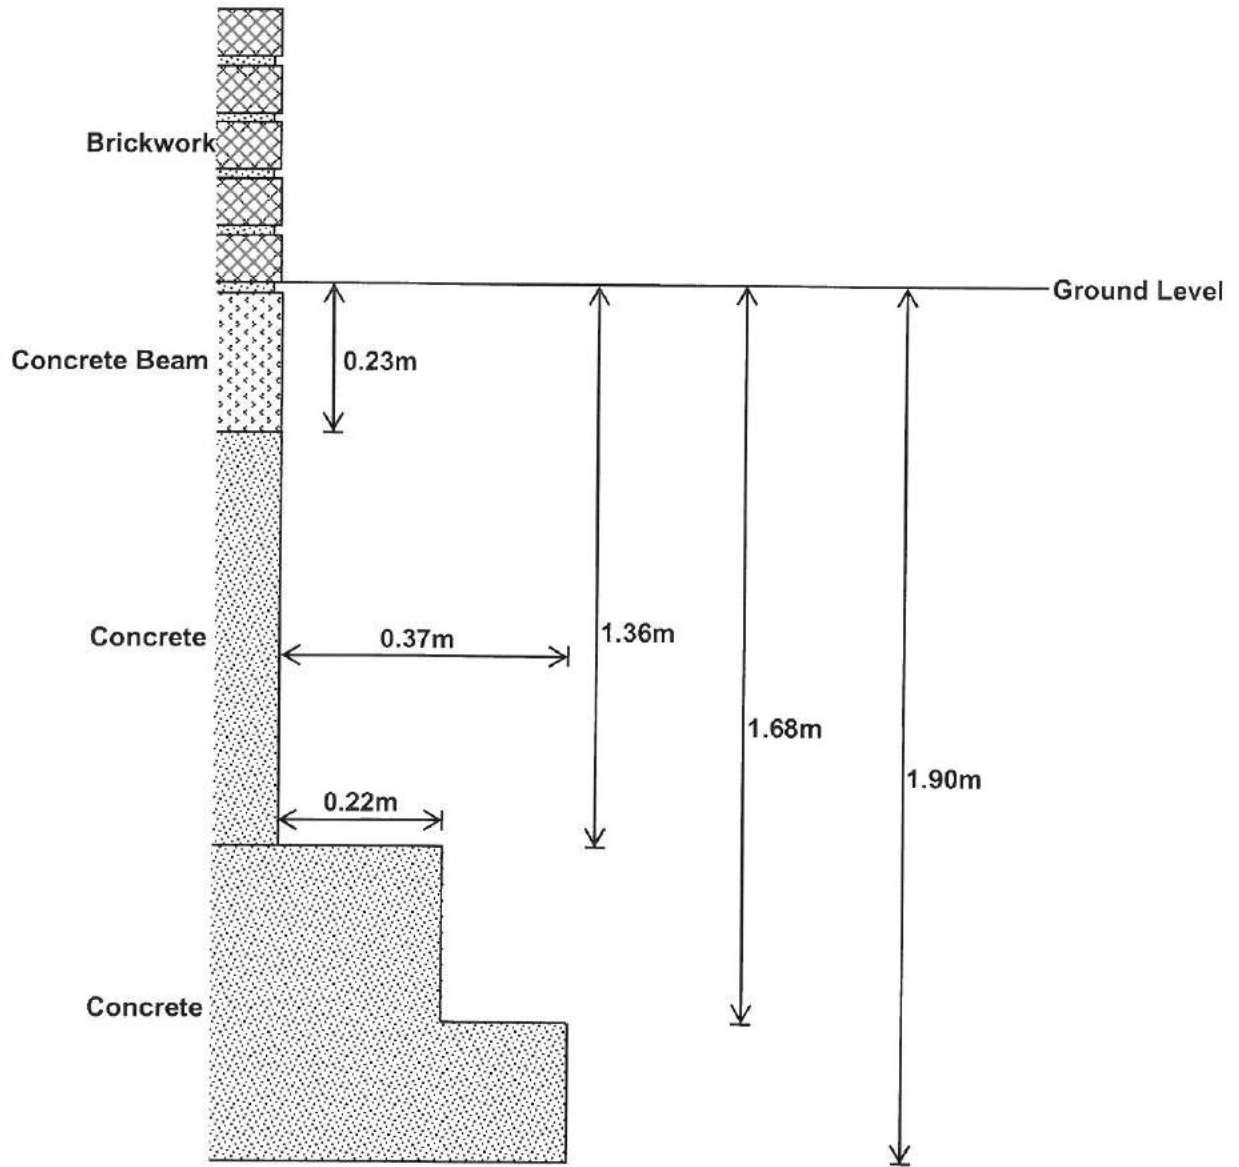 Brickwork
Ground Level
Concrete Beam
0.23m
Concrete
0.37m
1.36m
1.68m
1.90m
0.22m
Concrete